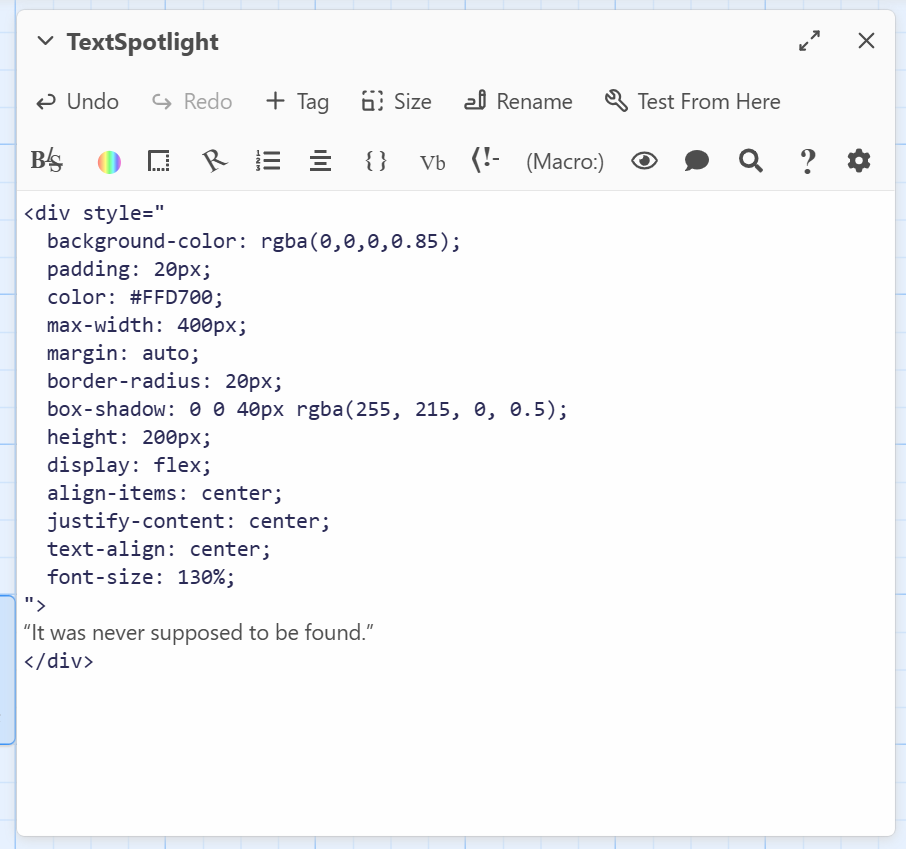 TextSpotlight
Undo Redo Tag Size Rename Test From Here
B/S Vb (Macro:)
<div style="
  background-color: rgba(0,0,0,0.85);
  padding: 20px;
  color: #FFD700;
  max-width: 400px;
  margin: auto;
  border-radius: 20px;
  box-shadow: 0 0 40px rgba(255, 215, 0, 0.5);
  height: 200px;
  display: flex;
  align-items: center;
  justify-content: center;
  text-align: center;
  font-size: 130%;
">
“It was never supposed to be found.”
</div>